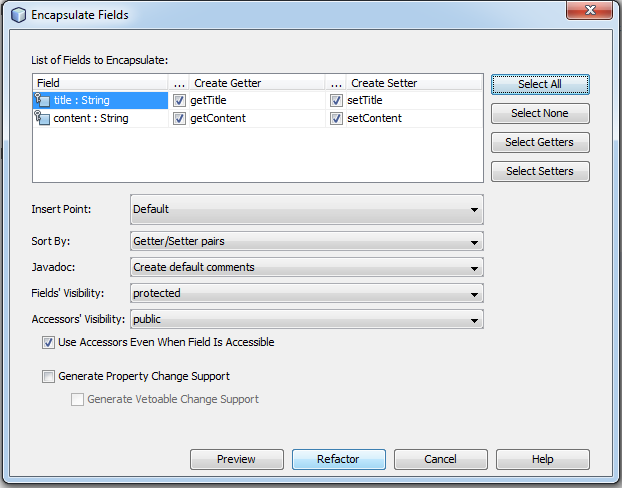 Encapsulate Fields
List of Fields to Encapsulate:
Field ... Create Getter ... Create Setter
title : String getTitle setTitle
content : String getContent setContent
Select All
Select None
Select Getters
Select Setters
Insert Point: Default
Sort By: Getter/Setter pairs
Javadoc: Create default comments
Fields' Visibility: protected
Accessors' Visibility: public
Use Accessors Even When Field Is Accessible
Generate Property Change Support
Generate Vetoable Change Support
Preview Refactor Cancel Help